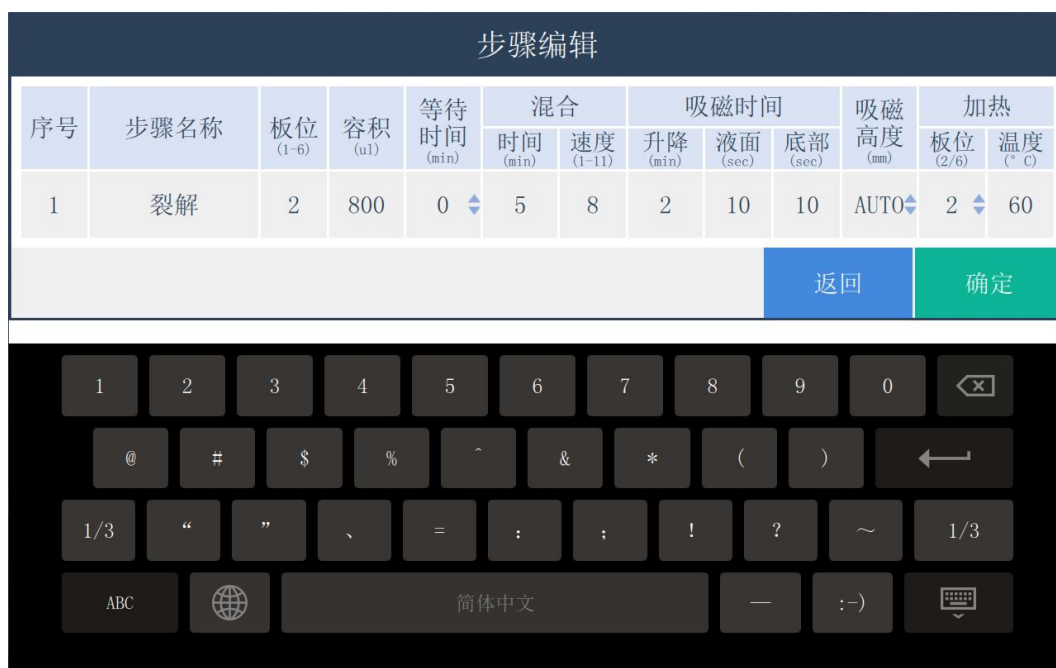 步骤编辑
序号 步骤名称 板位 (1-6) 容积 (ul) 等待时间 (min) 混合 吸磁时间 吸磁高度 (mm) 加热
时间 (min) 速度 (1-11) 升降 (min) 液面 (sec) 底部 (sec) 板位 (2/6) 温度 (° C)
1 裂解 2 800 0 5 8 2 10 10 AUTO 2 60
返回 确定
1 2 3 4 5 6 7 8 9 0
@ # $ % ^ & * ( )
1/3 “ ” 、 = : ; ! ? ～ 1/3
ABC 简体中文 — :-)